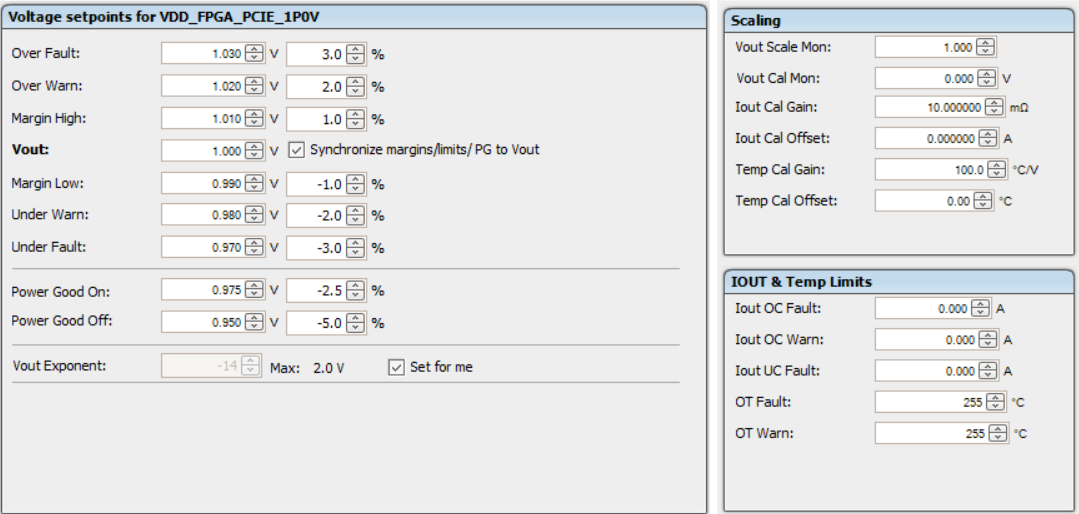 Voltage setpoints for VDD_FPGA_PCIE_1P0V
Over Fault: 1.030 V 3.0 %
Over Warn: 1.020 V 2.0 %
Margin High: 1.010 V 1.0 %
Vout: 1.000 V Synchronize margins/limits/ PG to Vout
Margin Low: 0.990 V -1.0 %
Under Warn: 0.980 V -2.0 %
Under Fault: 0.970 V -3.0 %
Power Good On: 0.975 V -2.5 %
Power Good Off: 0.950 V -5.0 %
Vout Exponent: -14 Max: 2.0 V Set for me
Scaling
Vout Scale Mon: 1.000
Vout Cal Mon: 0.000 V
Iout Cal Gain: 10.000000 mΩ
Iout Cal Offset: 0.000000 A
Temp Cal Gain: 100.0 °C/V
Temp Cal Offset: 0.00 °C
IOUT & Temp Limits
Iout OC Fault: 0.000 A
Iout OC Warn: 0.000 A
Iout UC Fault: 0.000 A
OT Fault: 255 °C
OT Warn: 255 °C